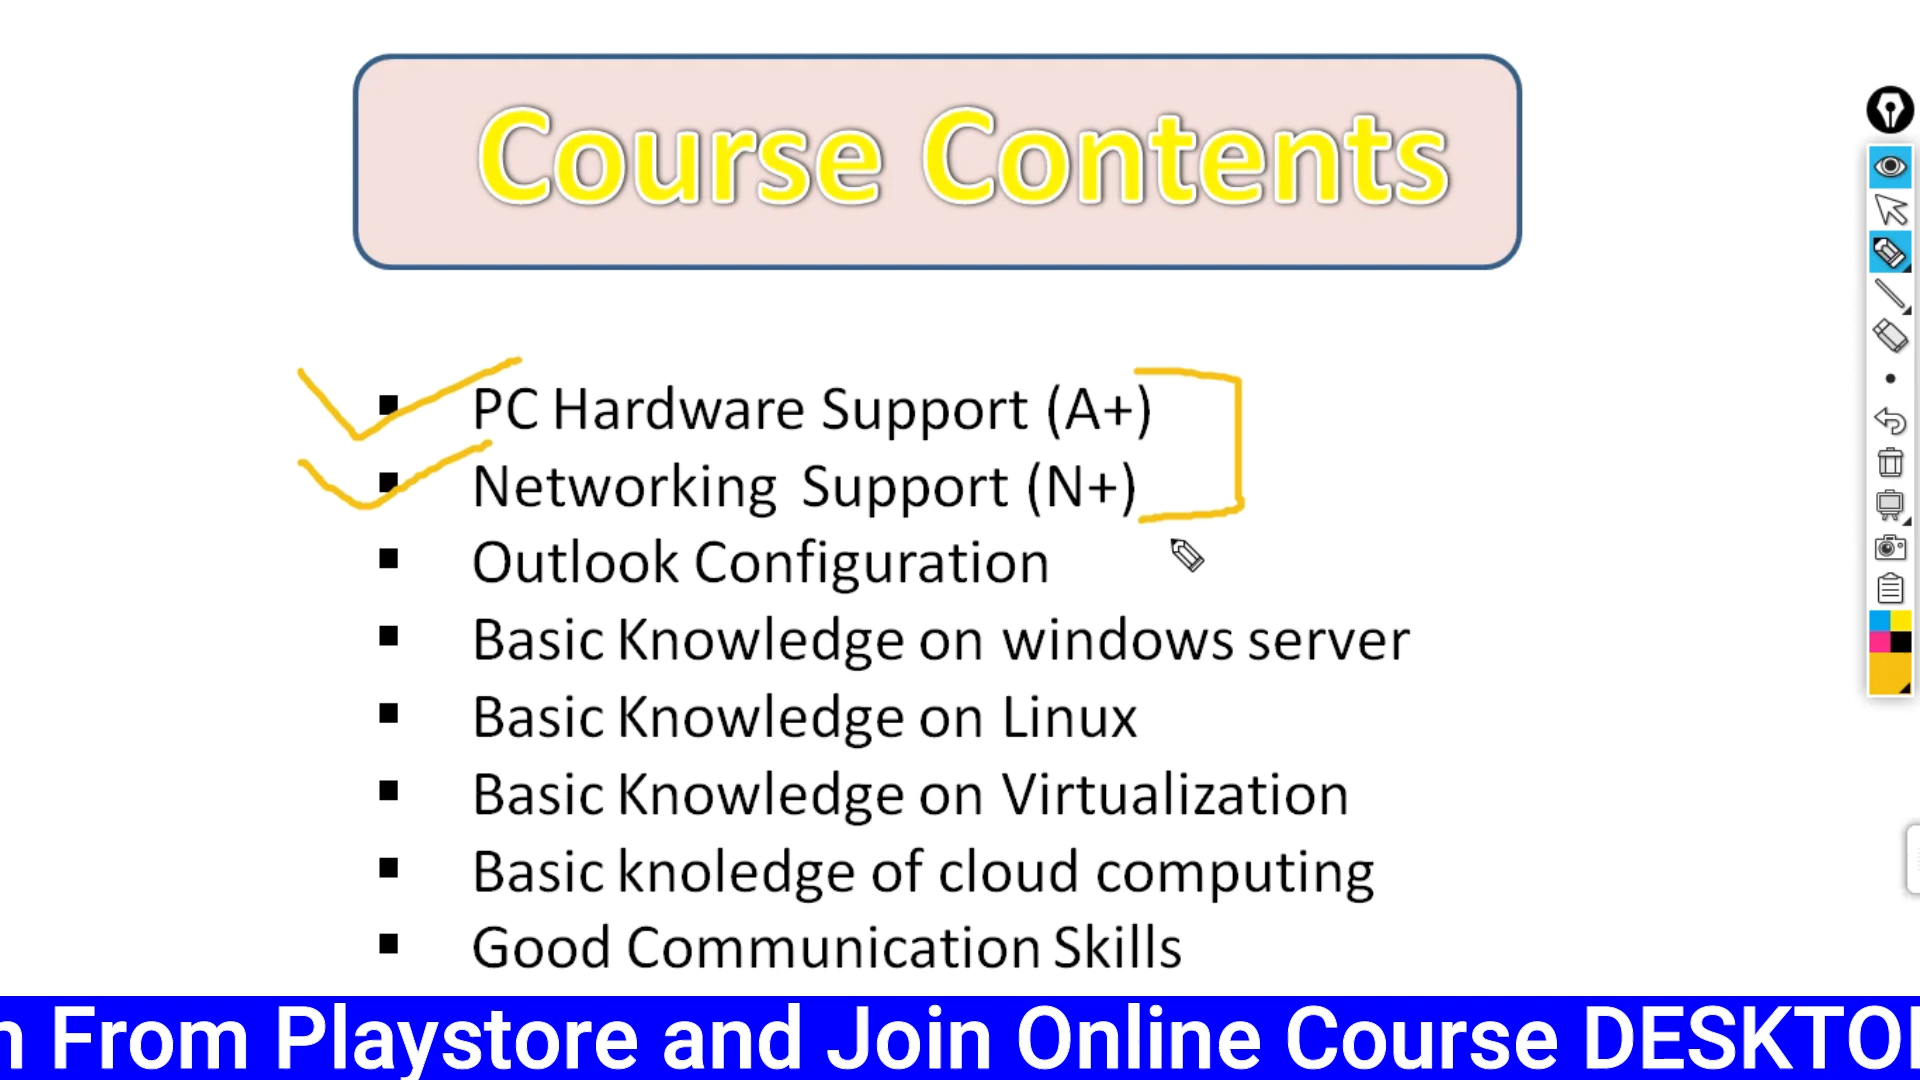 Course Contents
PC Hardware Support (A+)
Networking Support (N+)
Outlook Configuration
Basic Knowledge on windows server
Basic Knowledge on Linux
Basic Knowledge on Virtualization
Basic knoledge of cloud computing
Good Communication Skills
From Playstore and Join Online Course